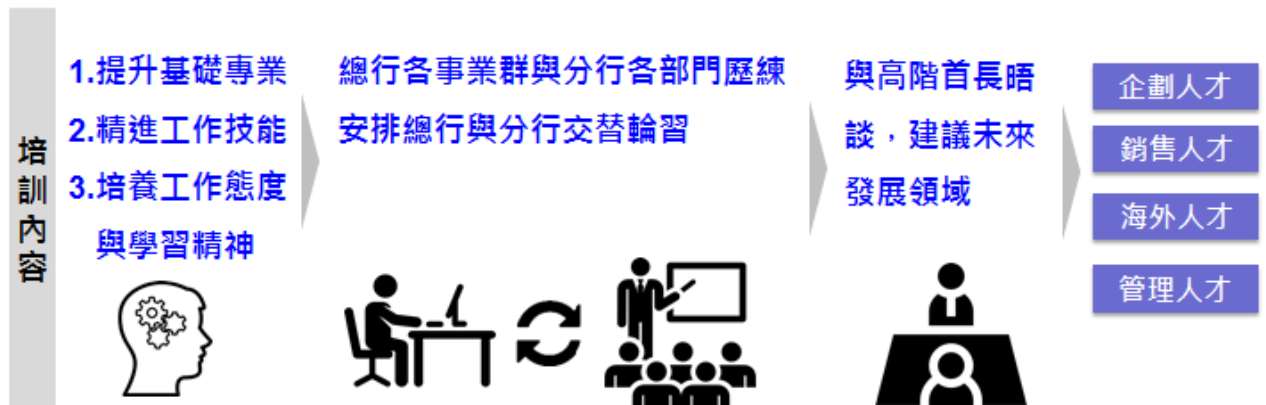 培訓內容
1.提升基礎專業
2.精進工作技能
3.培養工作態度
與學習精神
總行各事業群與分行各部門歷練
安排總行與分行交替輪習
與高階首長晤
談，建議未來
發展領域
企劃人才
銷售人才
海外人才
管理人才